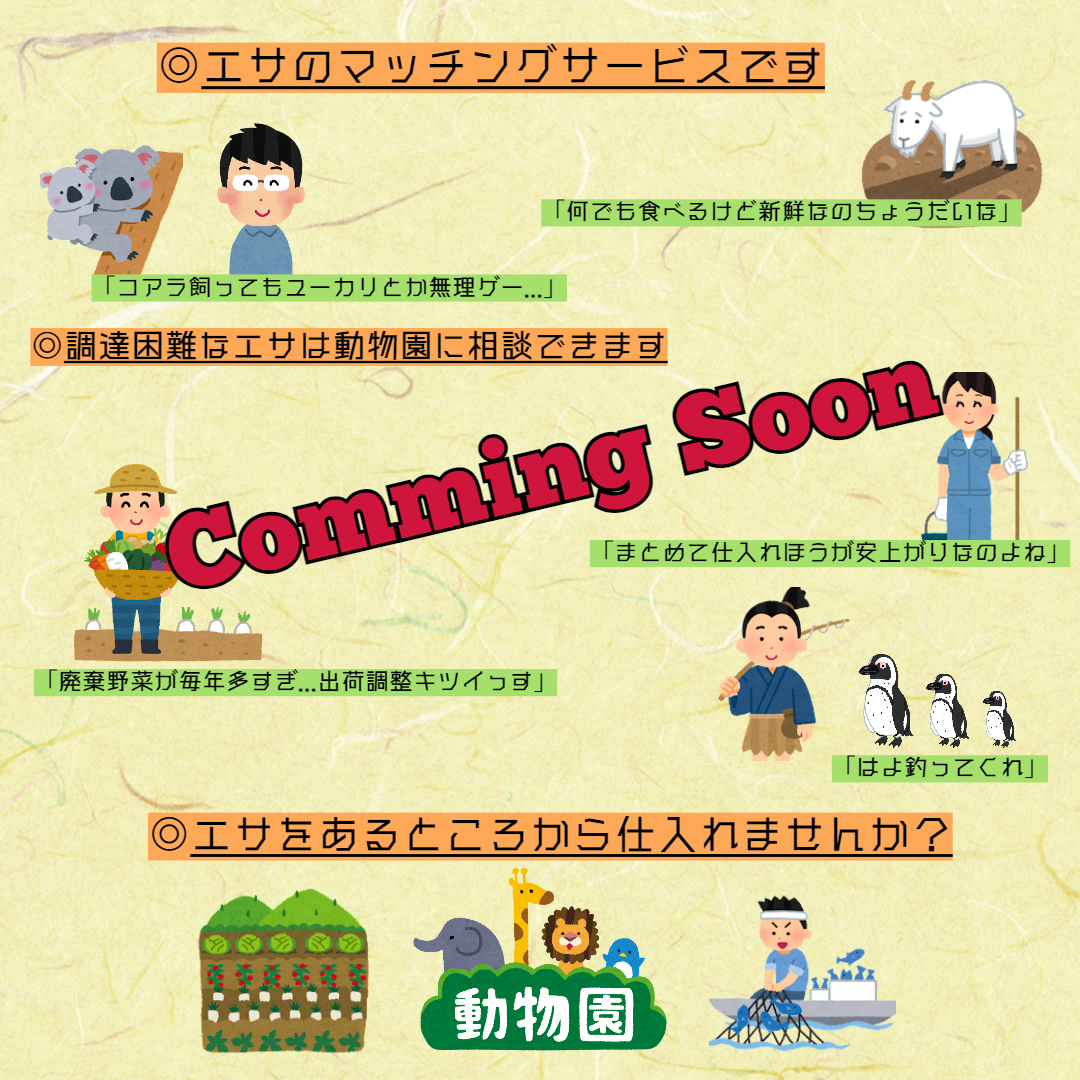 ◎エサのマッチングサービスです
「何でも食べるけど新鮮なのちょうだいな」
「コアラ飼ってもユーカリとか無理ゲー...」
◎調達困難なエサは動物園に相談できます
Comming Soon
「まとめて仕入れほうが安上がりなのよね」
「廃棄野菜が毎年多すぎ...出荷調整キツイっす」
「はよ釣ってくれ」
◎エサをあるところから仕入れませんか？
動物園